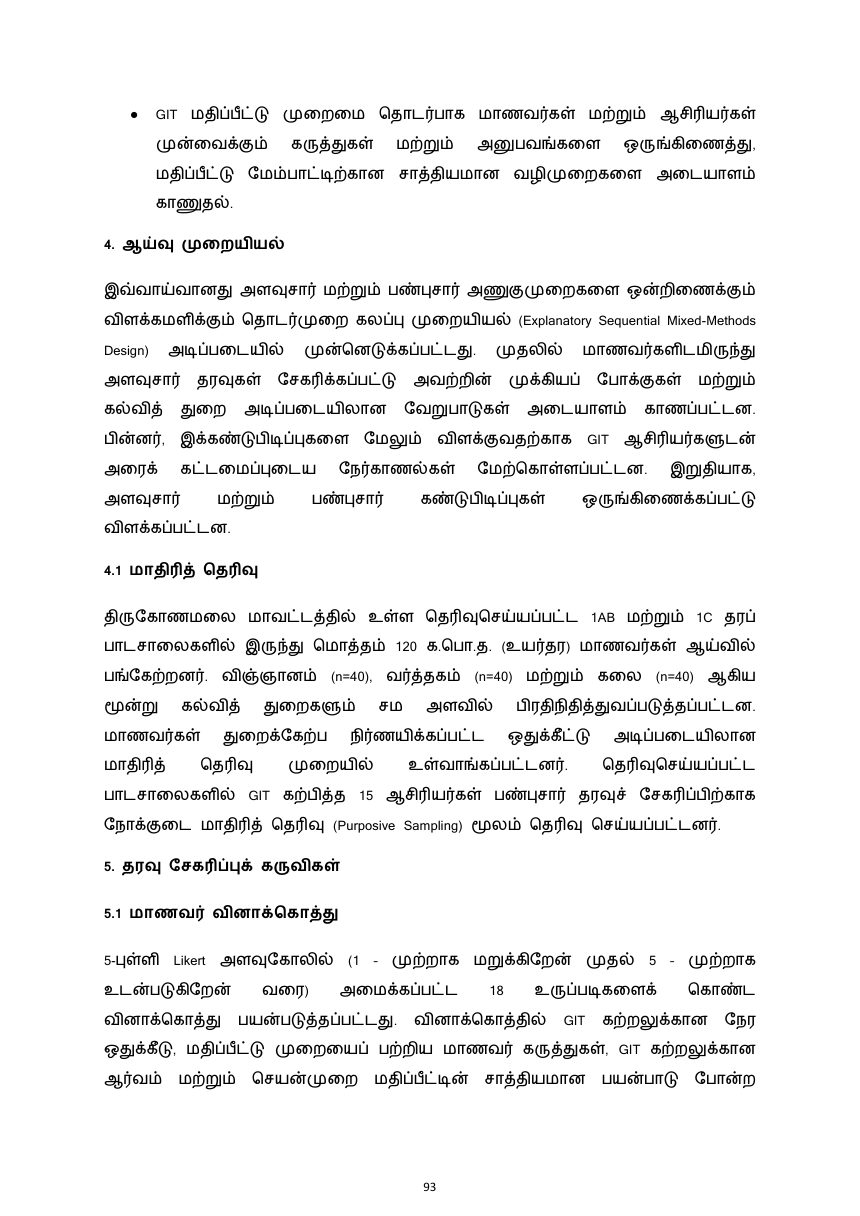 • GIT மதிப்பீட்டு முறைமை தொடர்பாக மாணவர்கள் மற்றும் ஆசிரியர்கள்
முன்வைக்கும் கருத்துகள் மற்றும் அனுபவங்களை ஒருங்கிணைத்து,
மதிப்பீட்டு மேம்பாட்டிற்கான சாத்தியமான வழிமுறைகளை அடையாளம்
காணுதல்.
4. ஆய்வு முறையியல்
இவ்வாய்வானது அளவுசார் மற்றும் பண்புசார் அணுகுமுறைகளை ஒன்றிணைக்கும்
விளக்கமளிக்கும் தொடர்முறை கலப்பு முறையியல் (Explanatory Sequential Mixed-Methods
Design) அடிப்படையில் முன்னெடுக்கப்பட்டது. முதலில் மாணவர்களிடமிருந்து
அளவுசார் தரவுகள் சேகரிக்கப்பட்டு அவற்றின் முக்கியப் போக்குகள் மற்றும்
கல்வித் துறை அடிப்படையிலான வேறுபாடுகள் அடையாளம் காணப்பட்டன.
பின்னர், இக்கண்டுபிடிப்புகளை மேலும் விளக்குவதற்காக GIT ஆசிரியர்களுடன்
அரைக் கட்டமைப்புடைய நேர்காணல்கள் மேற்கொள்ளப்பட்டன. இறுதியாக,
அளவுசார் மற்றும் பண்புசார் கண்டுபிடிப்புகள் ஒருங்கிணைக்கப்பட்டு
விளக்கப்பட்டன.
4.1 மாதிரித் தெரிவு
திருகோணமலை மாவட்டத்தில் உள்ள தெரிவுசெய்யப்பட்ட 1AB மற்றும் 1C தரப்
பாடசாலைகளில் இருந்து மொத்தம் 120 க.பொ.த. (உயர்தர) மாணவர்கள் ஆய்வில்
பங்கேற்றனர். விஞ்ஞானம் (n=40), வர்த்தகம் (n=40) மற்றும் கலை (n=40) ஆகிய
மூன்று கல்வித் துறைகளும் சம அளவில் பிரதிநிதித்துவப்படுத்தப்பட்டன.
மாணவர்கள் துறைக்கேற்ப நிர்ணயிக்கப்பட்ட ஒதுக்கீட்டு அடிப்படையிலான
மாதிரித் தெரிவு முறையில் உள்வாங்கப்பட்டனர். தெரிவுசெய்யப்பட்ட
பாடசாலைகளில் GIT கற்பித்த 15 ஆசிரியர்கள் பண்புசார் தரவுச் சேகரிப்பிற்காக
நோக்குடை மாதிரித் தெரிவு (Purposive Sampling) மூலம் தெரிவு செய்யப்பட்டனர்.
5. தரவு சேகரிப்புக் கருவிகள்
5.1 மாணவர் வினாக்கொத்து
5-புள்ளி Likert அளவுகோலில் (1 - முற்றாக மறுக்கிறேன் முதல் 5 - முற்றாக
உடன்படுகிறேன் வரை) அமைக்கப்பட்ட 18 உருப்படிகளைக் கொண்ட
வினாக்கொத்து பயன்படுத்தப்பட்டது. வினாக்கொத்தில் GIT கற்றலுக்கான நேர
ஒதுக்கீடு, மதிப்பீட்டு முறையைப் பற்றிய மாணவர் கருத்துகள், GIT கற்றலுக்கான
ஆர்வம் மற்றும் செயன்முறை மதிப்பீட்டின் சாத்தியமான பயன்பாடு போன்ற
93